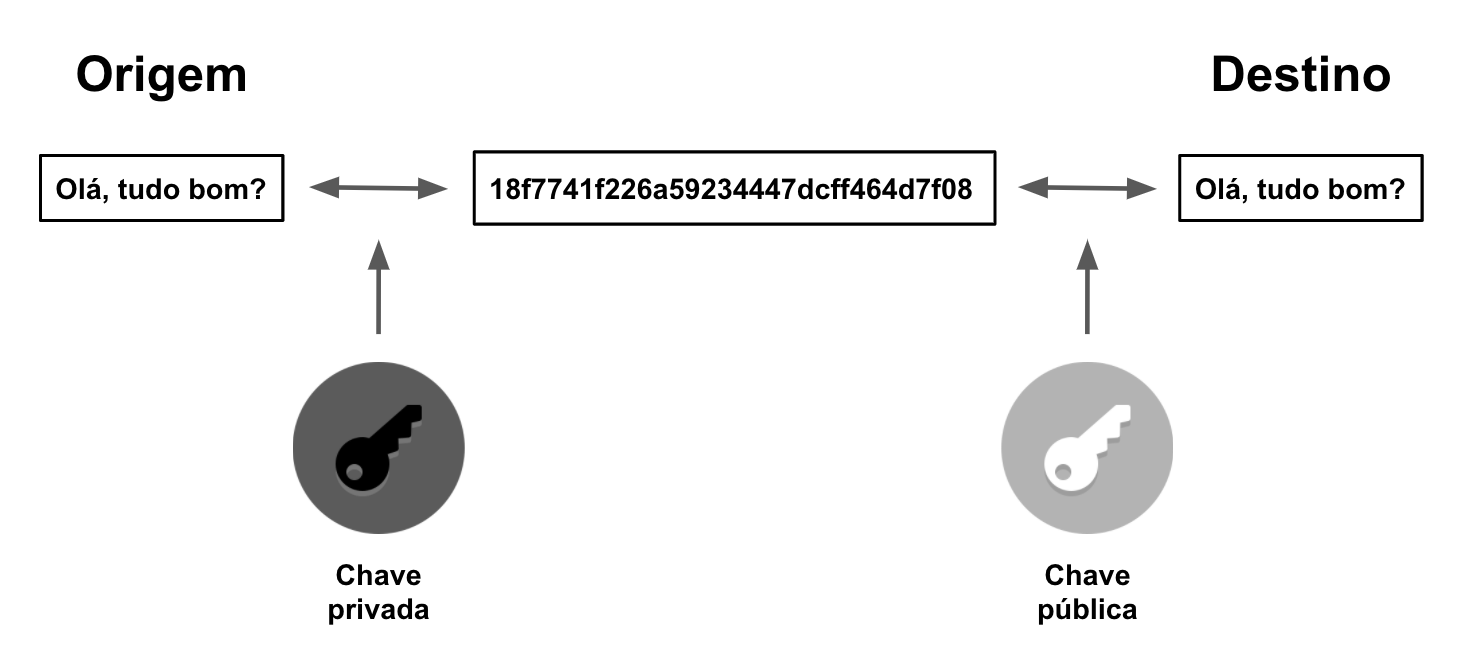 Origem
Destino
Olá, tudo bom?
18f7741f226a59234447dcff464d7f08
Olá, tudo bom?
Chave
privada
Chave
pública